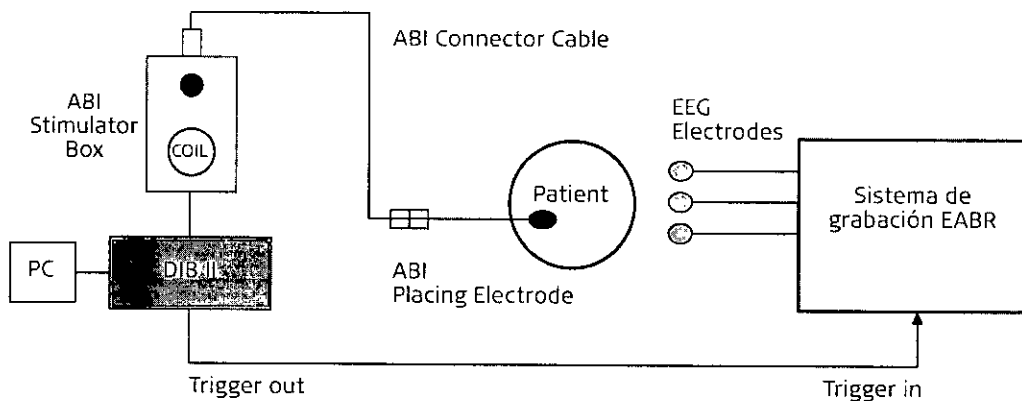 ABI Connector Cable
ABI
Stimulator
Box
COIL
EEG
Electrodes
Patient
Sistema de
grabación EABR
PC
DIB II
ABI
Placing Electrode
Trigger out
Trigger in